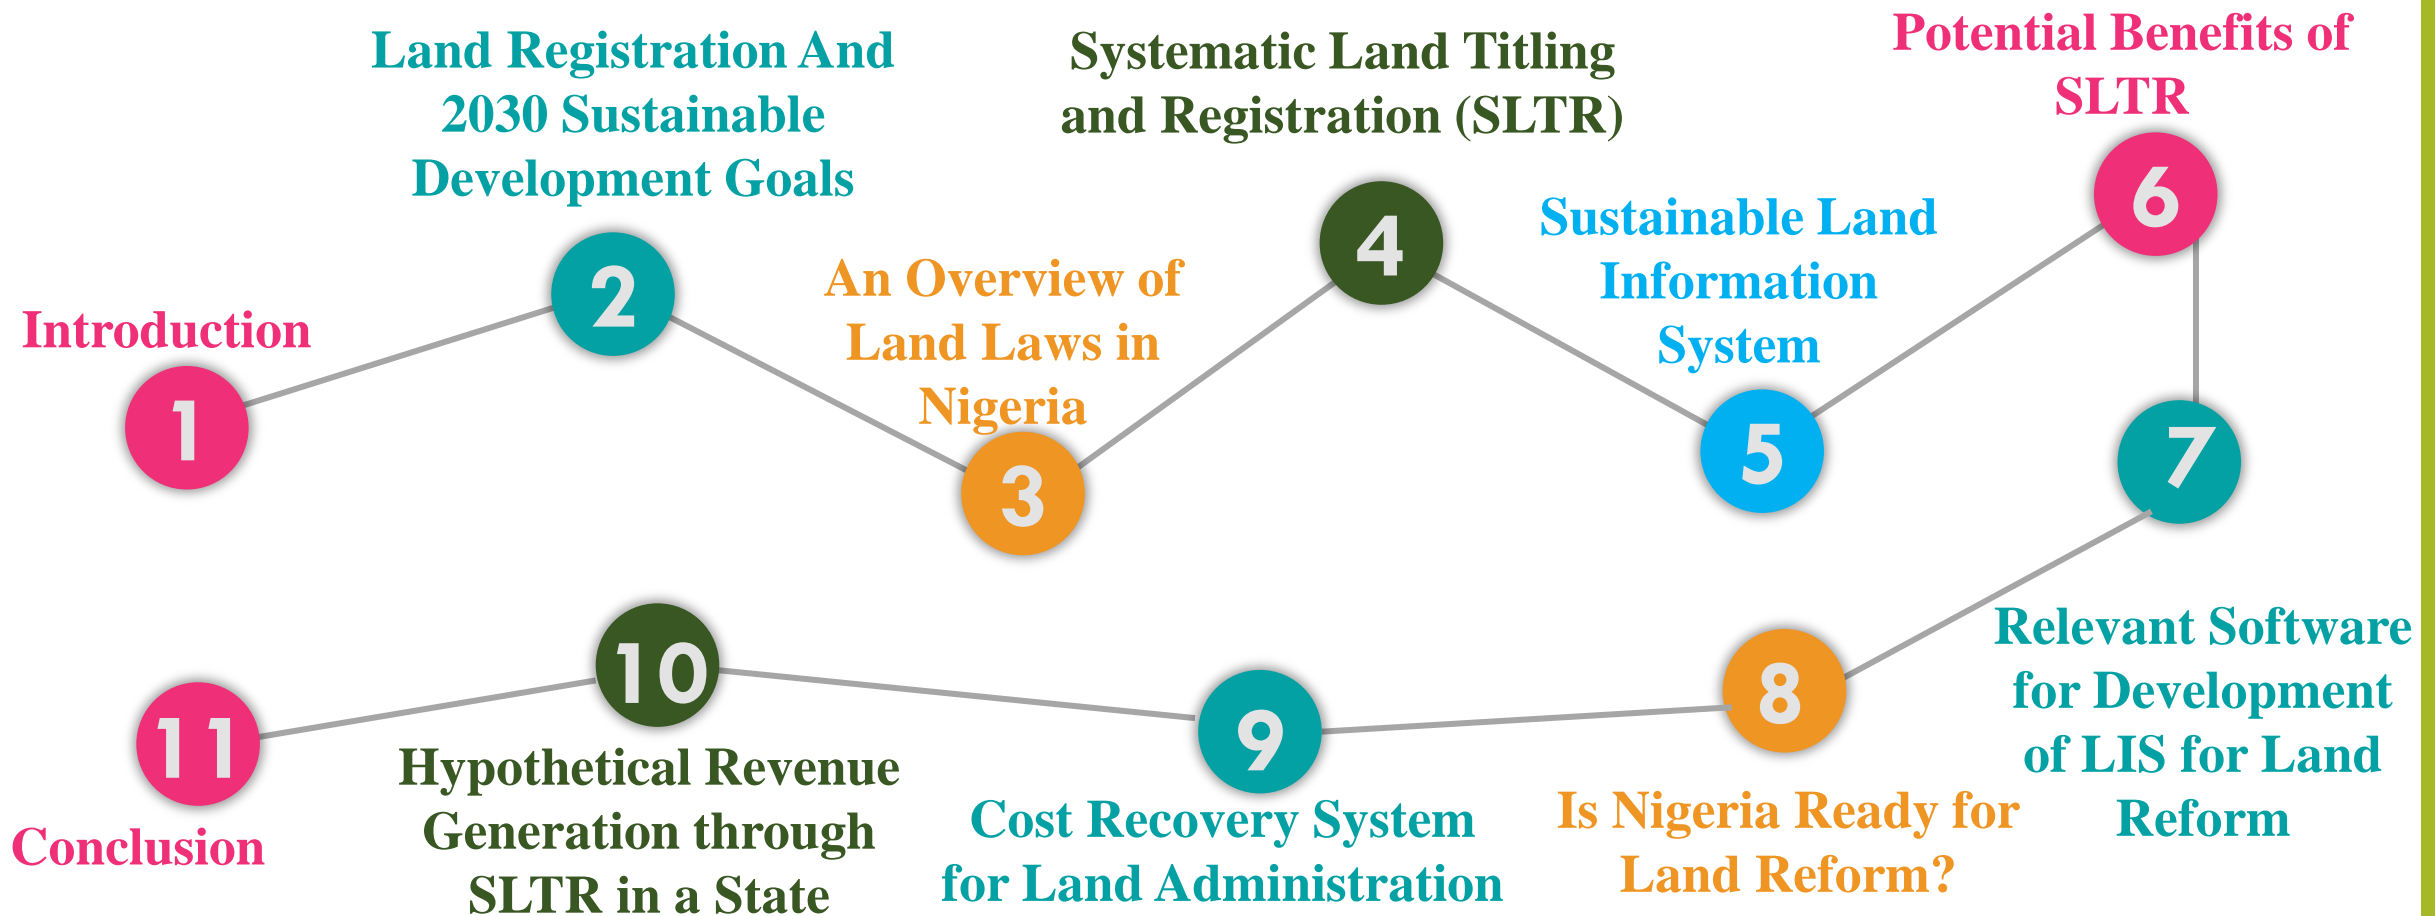 Introduction
1
Land Registration And
2030 Sustainable
Development Goals
2
An Overview of
Land Laws in
Nigeria
3
Systematic Land Titling
and Registration (SLTR)
4
Sustainable Land
Information
System
5
Potential Benefits of
SLTR
6
7
Relevant Software
for Development
of LIS for Land
Reform
8
Is Nigeria Ready for
Land Reform?
9
Cost Recovery System
for Land Administration
10
Hypothetical Revenue
Generation through
SLTR in a State
11
Conclusion